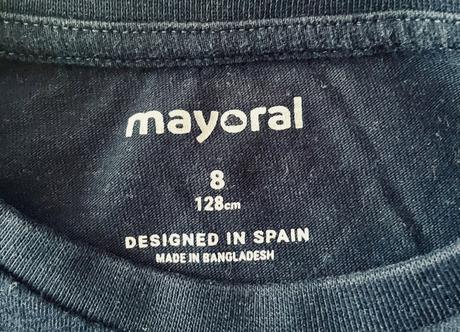 mayoral
8
128cm
DESIGNED IN SPAIN
MADE IN BANGLADESH